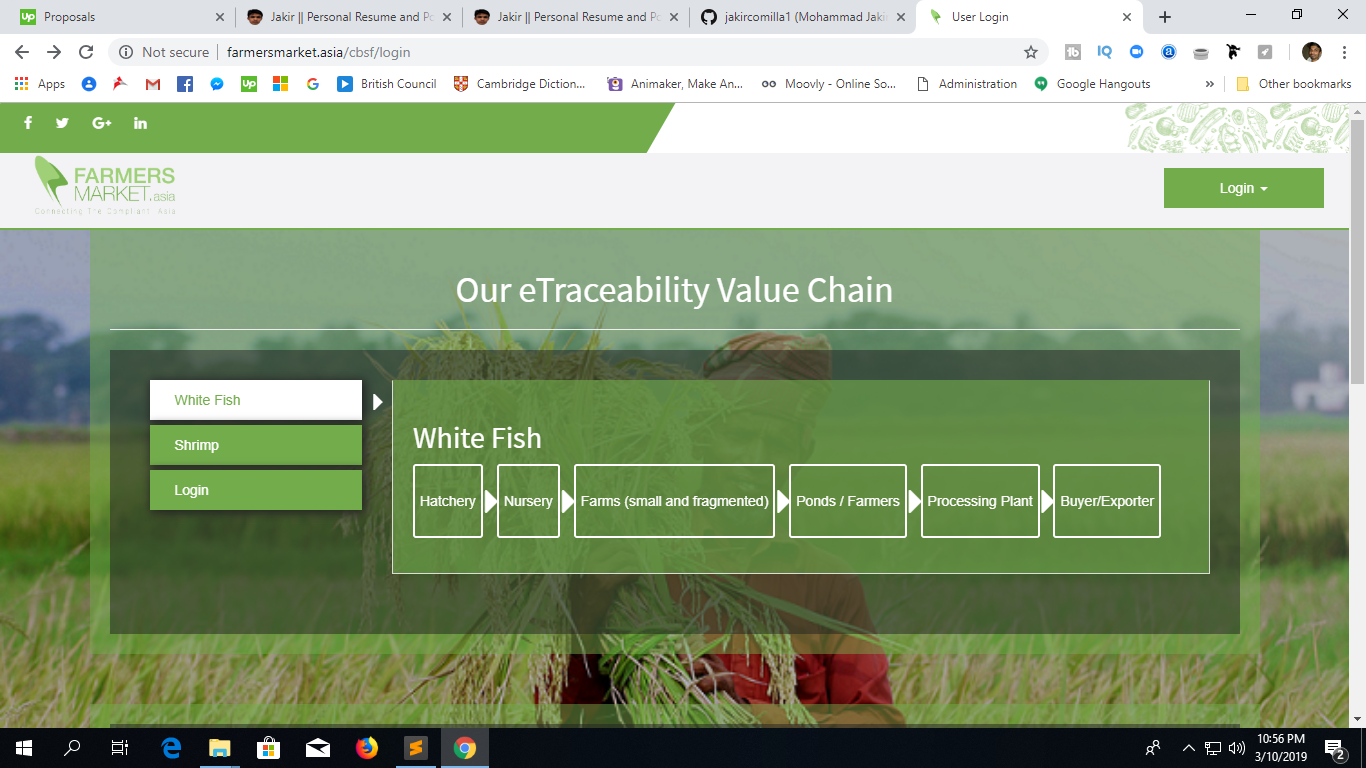 Proposals
Jakir || Personal Resume and Po
Jakir || Personal Resume and Po
jakircomilla1 (Mohammad Jaki
User Login
Not secure | farmersmarket.asia/cbsf/login
Apps
British Council
Cambridge Diction...
Animaker, Make An...
Moovly - Online So...
Administration
Google Hangouts
»
Other bookmarks
FARMERS
MARKET.asia
Connecting The Compliant Asia
Login
Our eTraceability Value Chain
White Fish
Shrimp
Login
White Fish
Hatchery
Nursery
Farms (small and fragmented)
Ponds / Farmers
Processing Plant
Buyer/Exporter
10:56 PM
3/10/2019
2